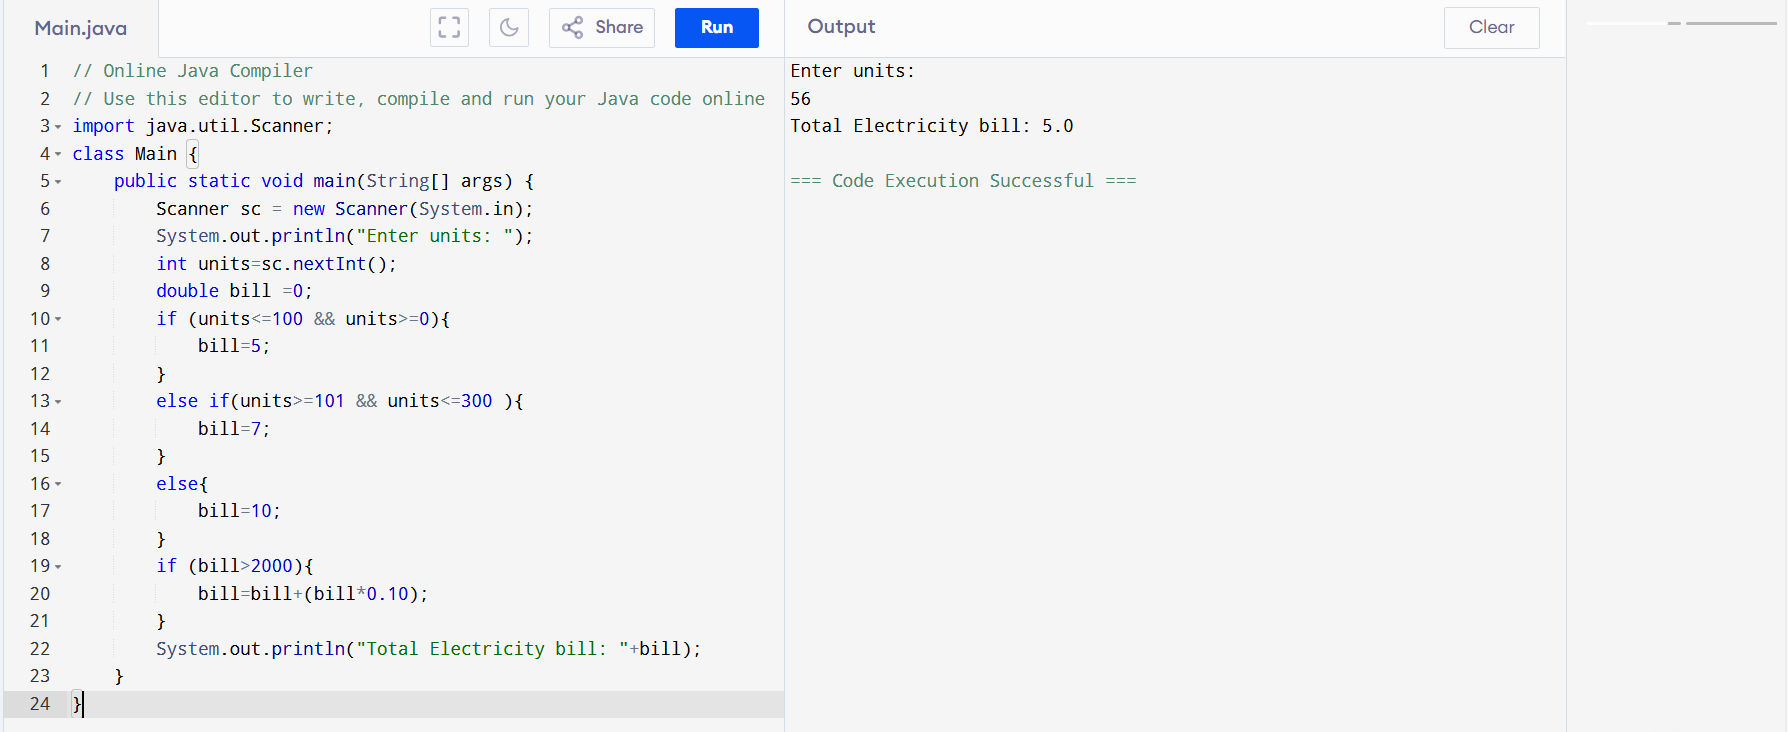 Main.java
Share
Run
1 // Online Java Compiler
2 // Use this editor to write, compile and run your Java code online
3 import java.util.Scanner;
4 class Main {
5     public static void main(String[] args) {
6         Scanner sc = new Scanner(System.in);
7         System.out.println("Enter units: ");
8         int units=sc.nextInt();
9         double bill =0;
10         if (units<=100 && units>=0){
11             bill=5;
12         }
13         else if(units>=101 && units<=300 ){
14             bill=7;
15         }
16         else{
17             bill=10;
18         }
19         if (bill>2000){
20             bill=bill+(bill*0.10);
21         }
22         System.out.println("Total Electricity bill: "+bill);
23     }
24 }
Output
Clear
Enter units:
56
Total Electricity bill: 5.0
=== Code Execution Successful ===